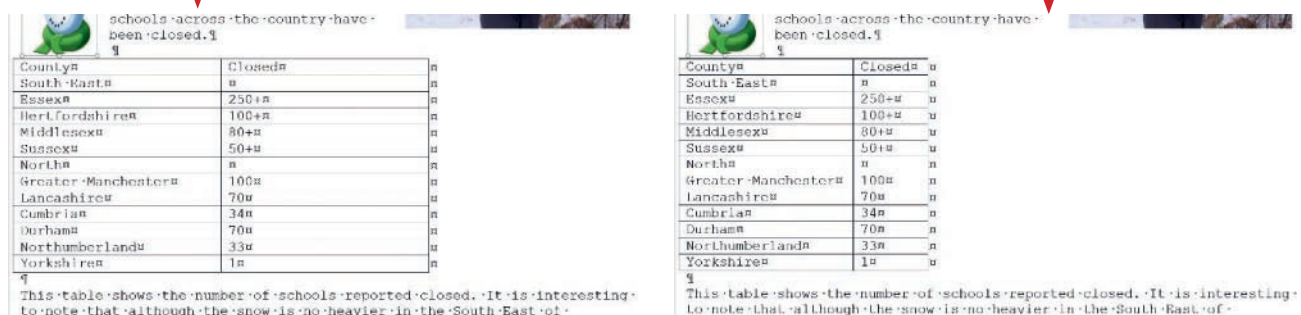 schools·across·the·country·have·
been·closed.¶
¶
County¤ Closed¤ ¤
South·East¤ ¤ ¤
Essex¤ 250+¤ ¤
Hertfordshire¤ 100+¤ ¤
Middlesex¤ 80+¤ ¤
Sussex¤ 50+¤ ¤
North¤ ¤ ¤
Greater·Manchester¤ 100¤ ¤
Lancashire¤ 70¤ ¤
Cumbria¤ 34¤ ¤
Durham¤ 70¤ ¤
Northumberland¤ 33¤ ¤
Yorkshire¤ 1¤ ¤
¶
This·table·shows·the·number·of·schools·reported·closed.·It·is·interesting·
to·note·that·although·the·snow·is·no·heavier·in·the·South·East·of·
schools·across·the·country·have·
been·closed.¶
¶
County¤ Closed¤ ¤
South·East¤ ¤ ¤
Essex¤ 250+¤ ¤
Hertfordshire¤ 100+¤ ¤
Middlesex¤ 80+¤ ¤
Sussex¤ 50+¤ ¤
North¤ ¤ ¤
Greater·Manchester¤ 100¤ ¤
Lancashire¤ 70¤ ¤
Cumbria¤ 34¤ ¤
Durham¤ 70¤ ¤
Northumberland¤ 33¤ ¤
Yorkshire¤ 1¤ ¤
¶
This·table·shows·the·number·of·schools·reported·closed.·It·is·interesting·
to·note·that·although·the·snow·is·no·heavier·in·the·South·East·of·